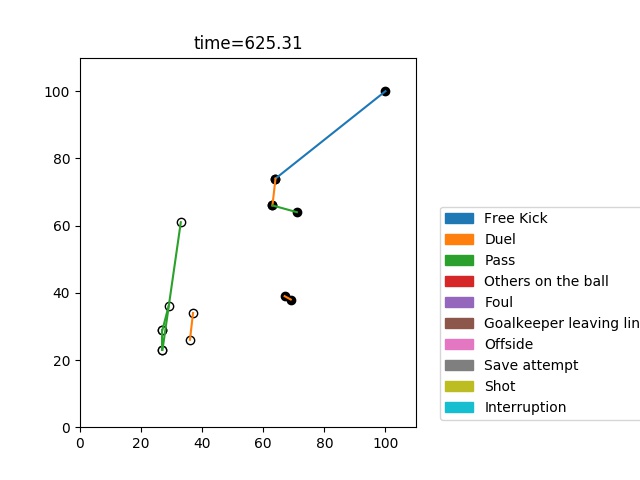 time=625.31
100
80
60
40
20
0
0 20 40 60 80 100
Free Kick
Duel
Pass
Others on the ball
Foul
Goalkeeper leaving lin
Offside
Save attempt
Shot
Interruption